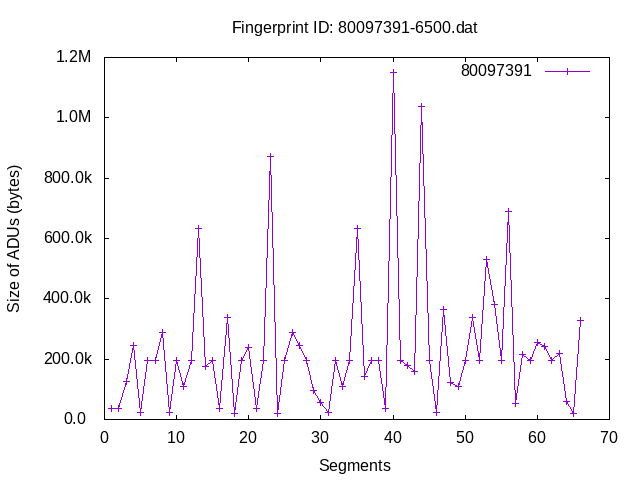 Fingerprint ID: 80097391-6500.dat
80097391
1.2M
1.0M
800.0k
600.0k
400.0k
200.0k
0.0
Size of ADUs (bytes)
0 10 20 30 40 50 60 70
Segments